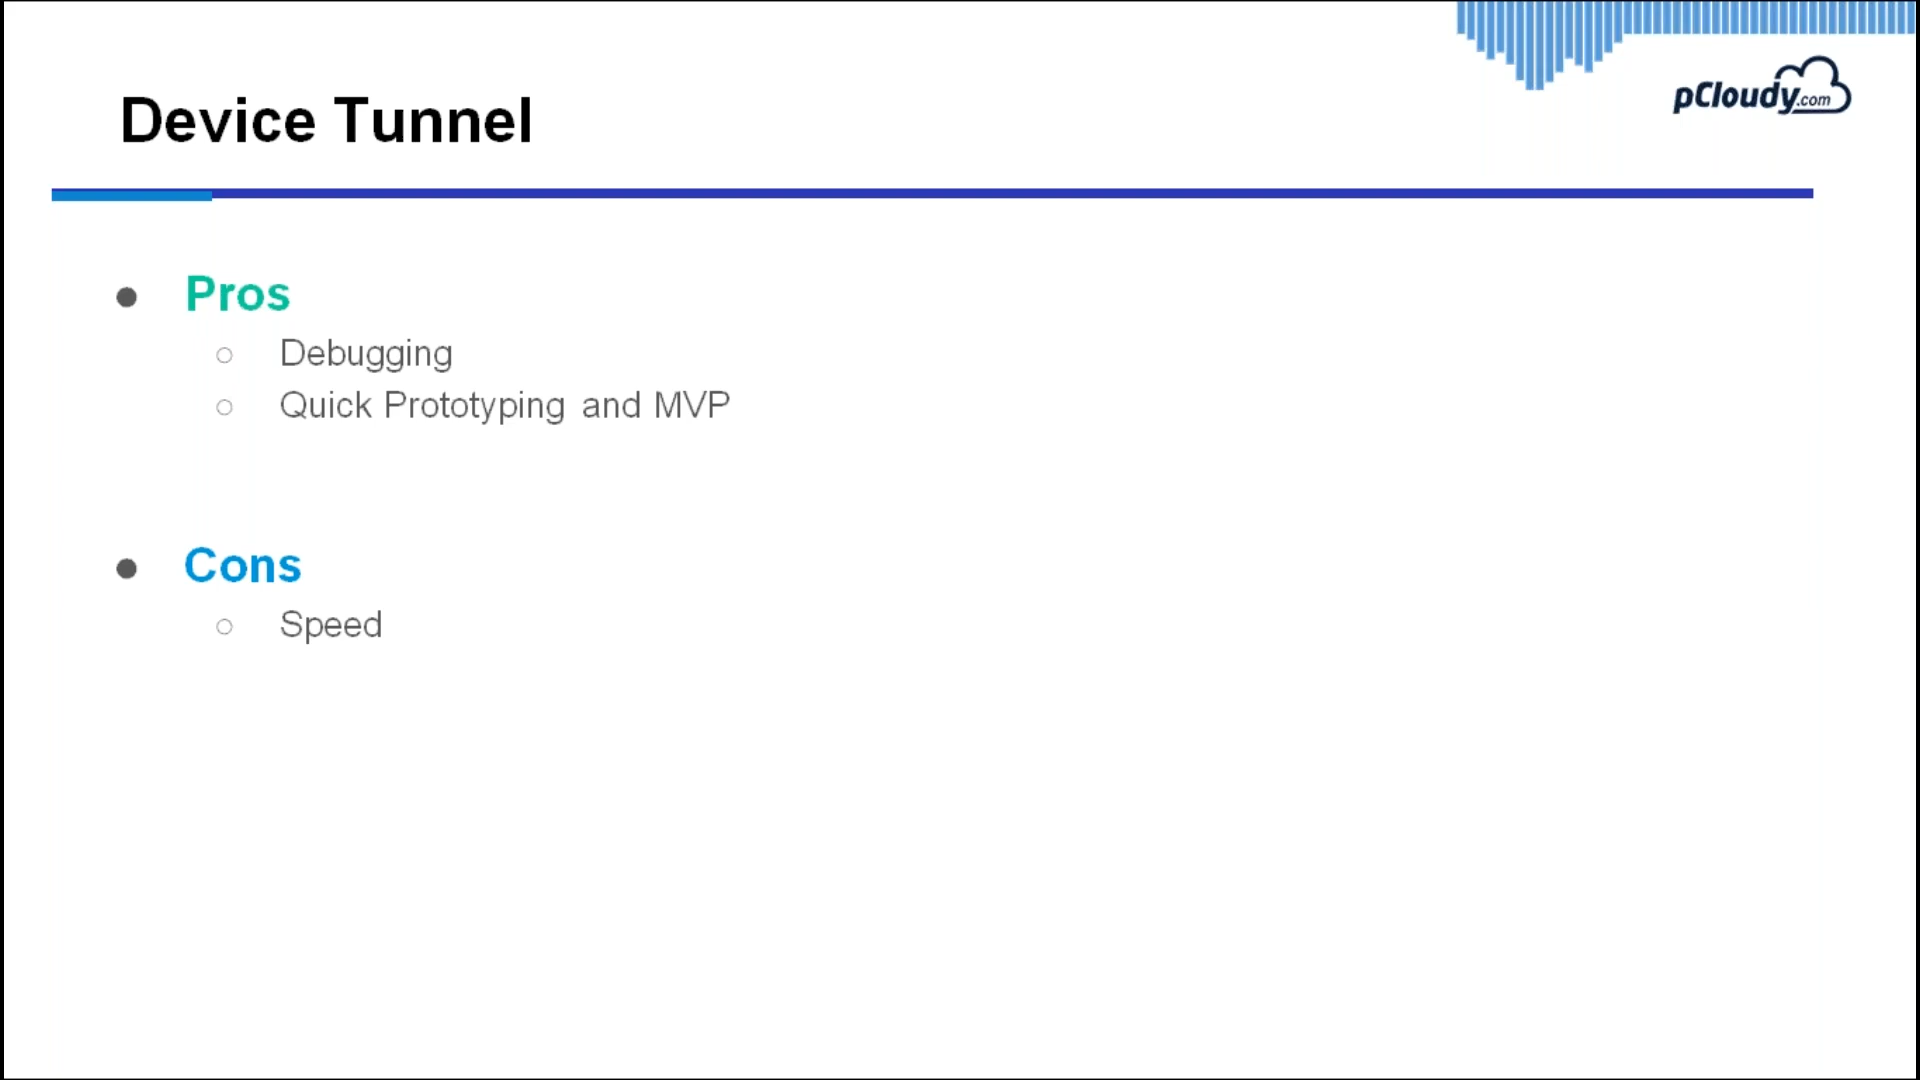 Device Tunnel
pCloudy.com
Pros
Debugging
Quick Prototyping and MVP
Cons
Speed